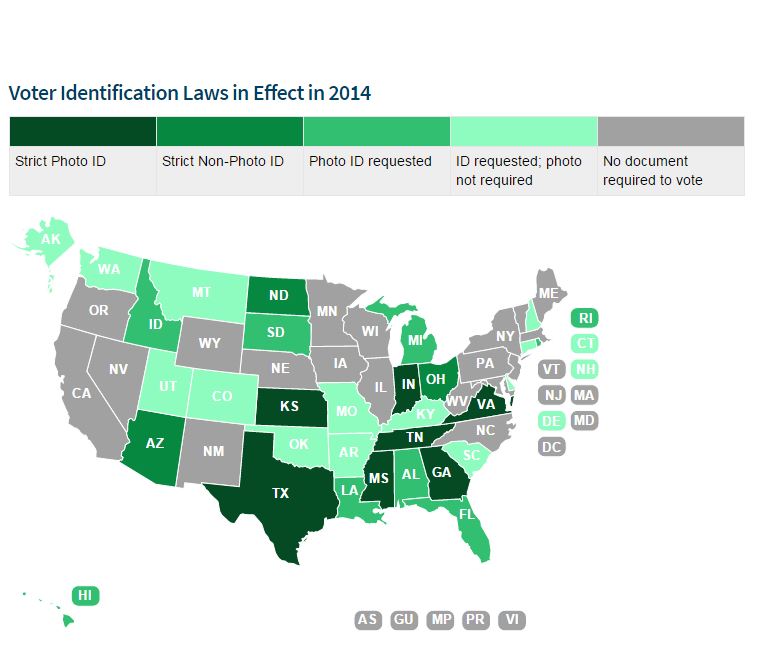 Voter Identification Laws in Effect in 2014
Strict Photo ID
Strict Non-Photo ID
Photo ID requested
ID requested; photo
not required
No document
required to vote
AK
WA
MT
ND
MN
ME
OR
ID
SD
WI
MI
NY
RI
WY
CT
NV
NE
IA
PA
VT
NH
CA
UT
CO
IL
IN
OH
NJ
MA
KS
MO
KY
WV
VA
DE
MD
AZ
NM
OK
AR
TN
NC
DC
TX
LA
MS
AL
GA
SC
FL
HI
AS
GU
MP
PR
VI